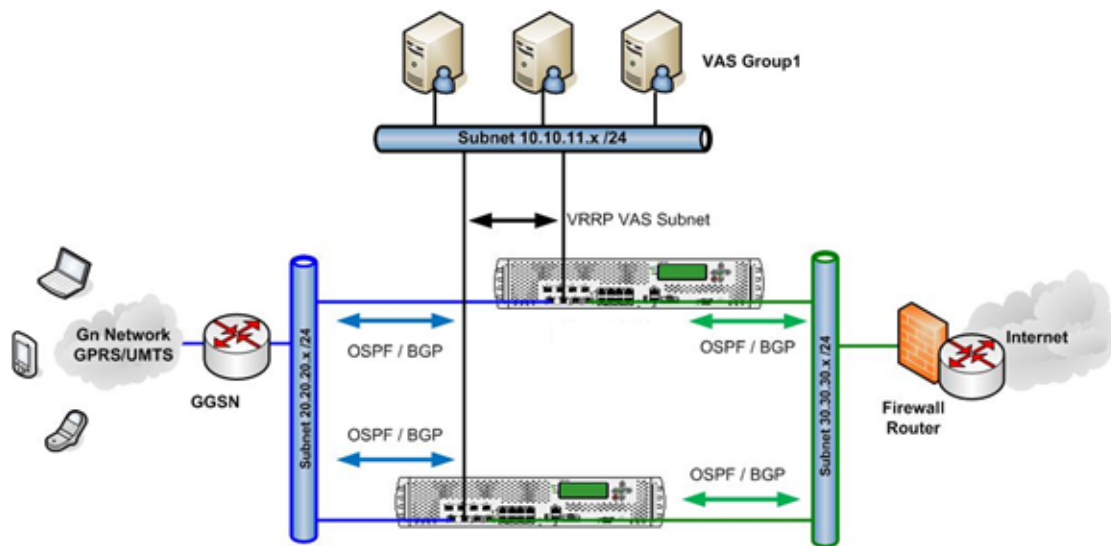 VAS Group1
Subnet 10.10.11.x /24
VRRP VAS Subnet
Gn Network
GPRS/UMTS
GGSN
Subnet 20.20.20.x /24
OSPF / BGP
OSPF / BGP
Subnet 30.30.30.x /24
Internet
Firewall
Router
OSPF / BGP
OSPF / BGP